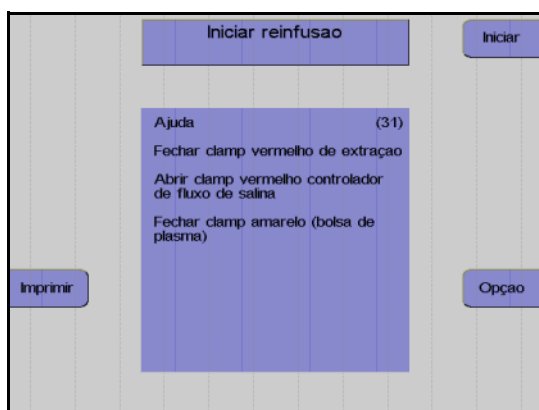 Iniciar reinfusao
Iniciar
Ajuda (31)
Fechar clamp vermelho de extraçao
Abrir clamp vermelho controlador
de fluxo de salina
Fechar clamp amarelo (bolsa de
plasma)
Imprimir
Opçao